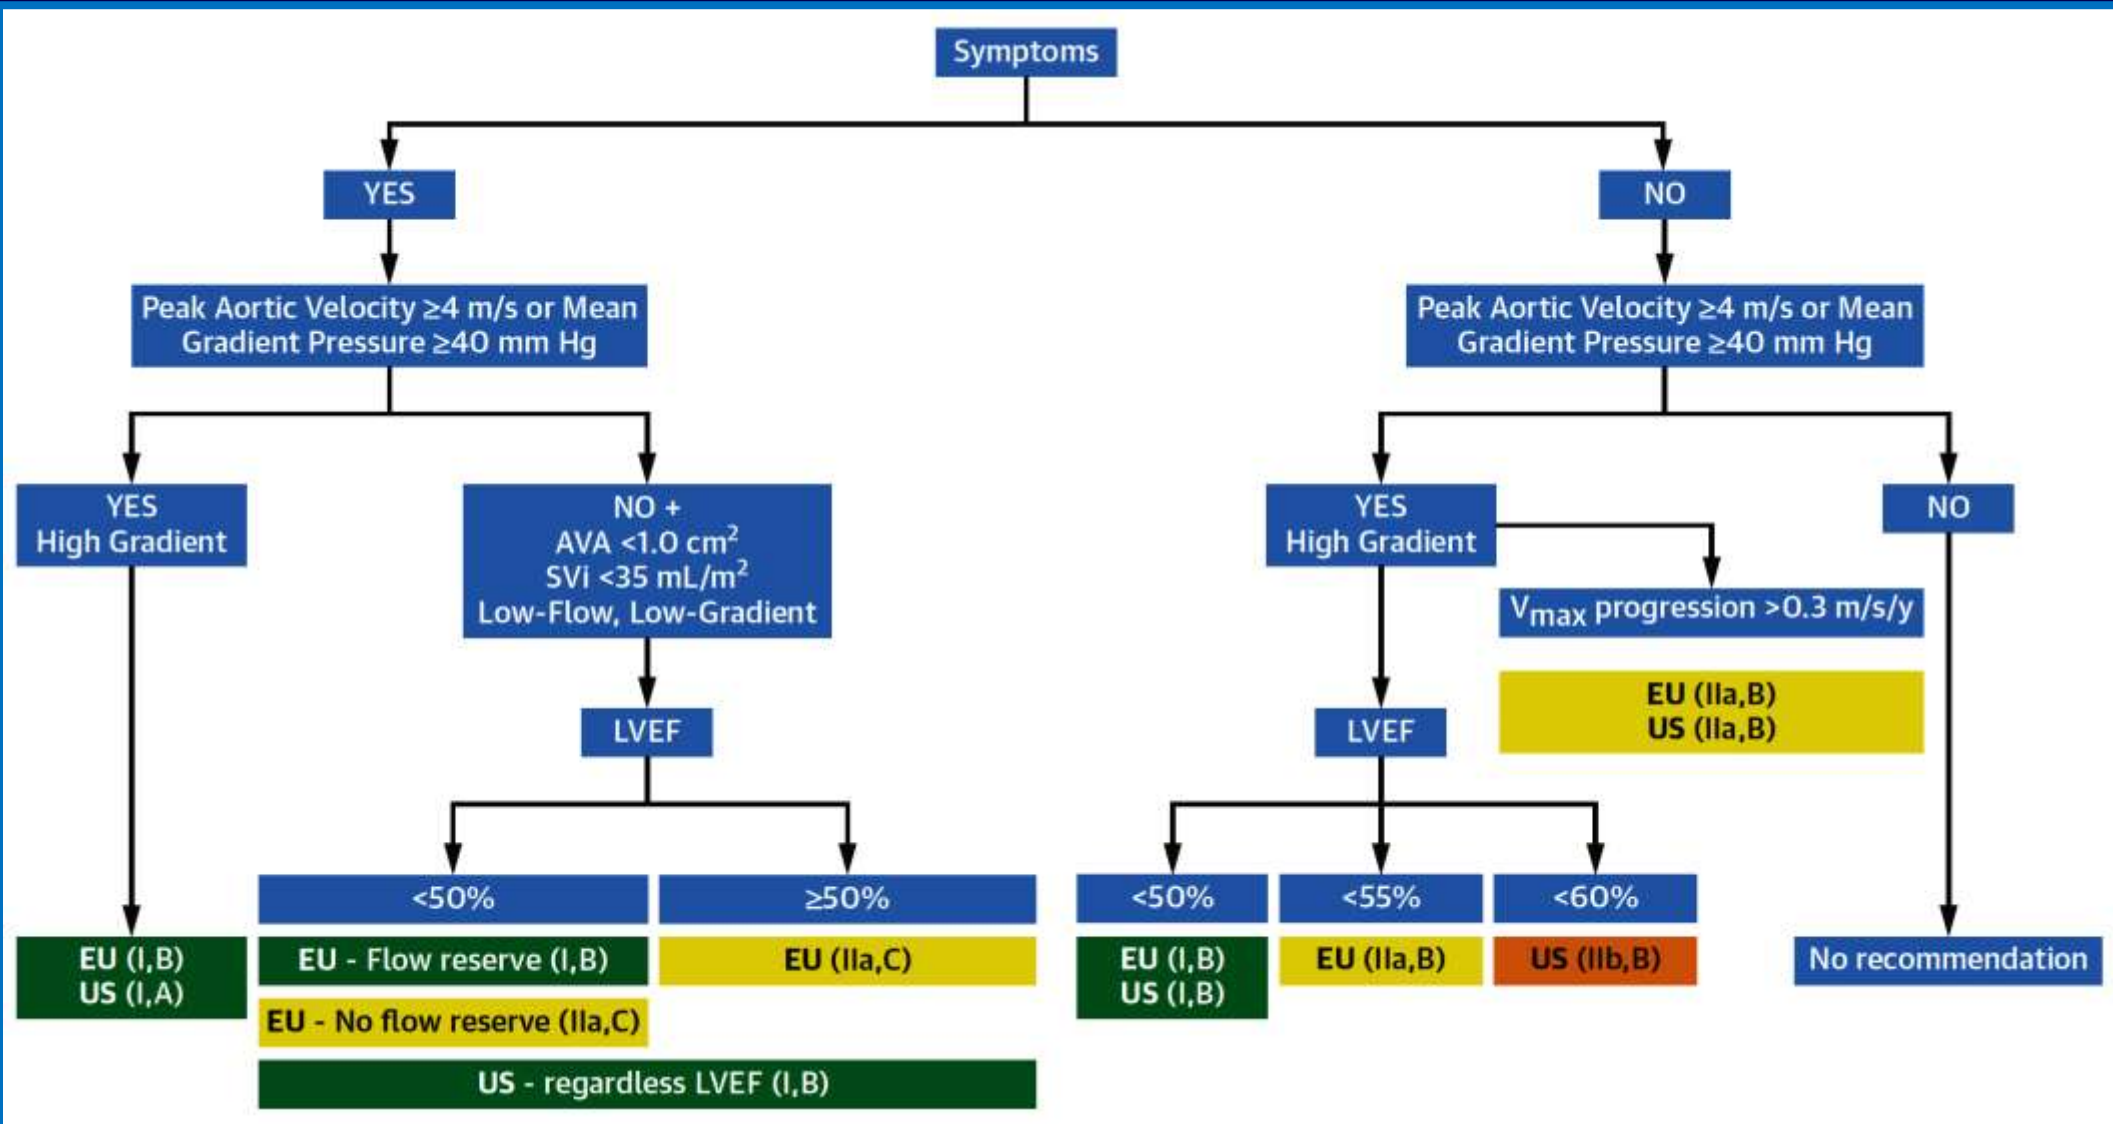 Symptoms
YES
NO
Peak Aortic Velocity ≥4 m/s or Mean
Gradient Pressure ≥40 mm Hg
Peak Aortic Velocity ≥4 m/s or Mean
Gradient Pressure ≥40 mm Hg
YES
High Gradient
NO +
AVA <1.0 cm²
SVi <35 mL/m²
Low-Flow, Low-Gradient
YES
High Gradient
NO
Vmax progression >0.3 m/s/y
EU (IIa,B)
US (IIa,B)
LVEF
LVEF
<50%
≥50%
<50%
<55%
<60%
EU (I,B)
US (I,A)
EU - Flow reserve (I,B)
EU (IIa,C)
EU - No flow reserve (IIa,C)
US - regardless LVEF (I,B)
EU (I,B)
US (I,B)
EU (IIa,B)
US (IIb,B)
No recommendation